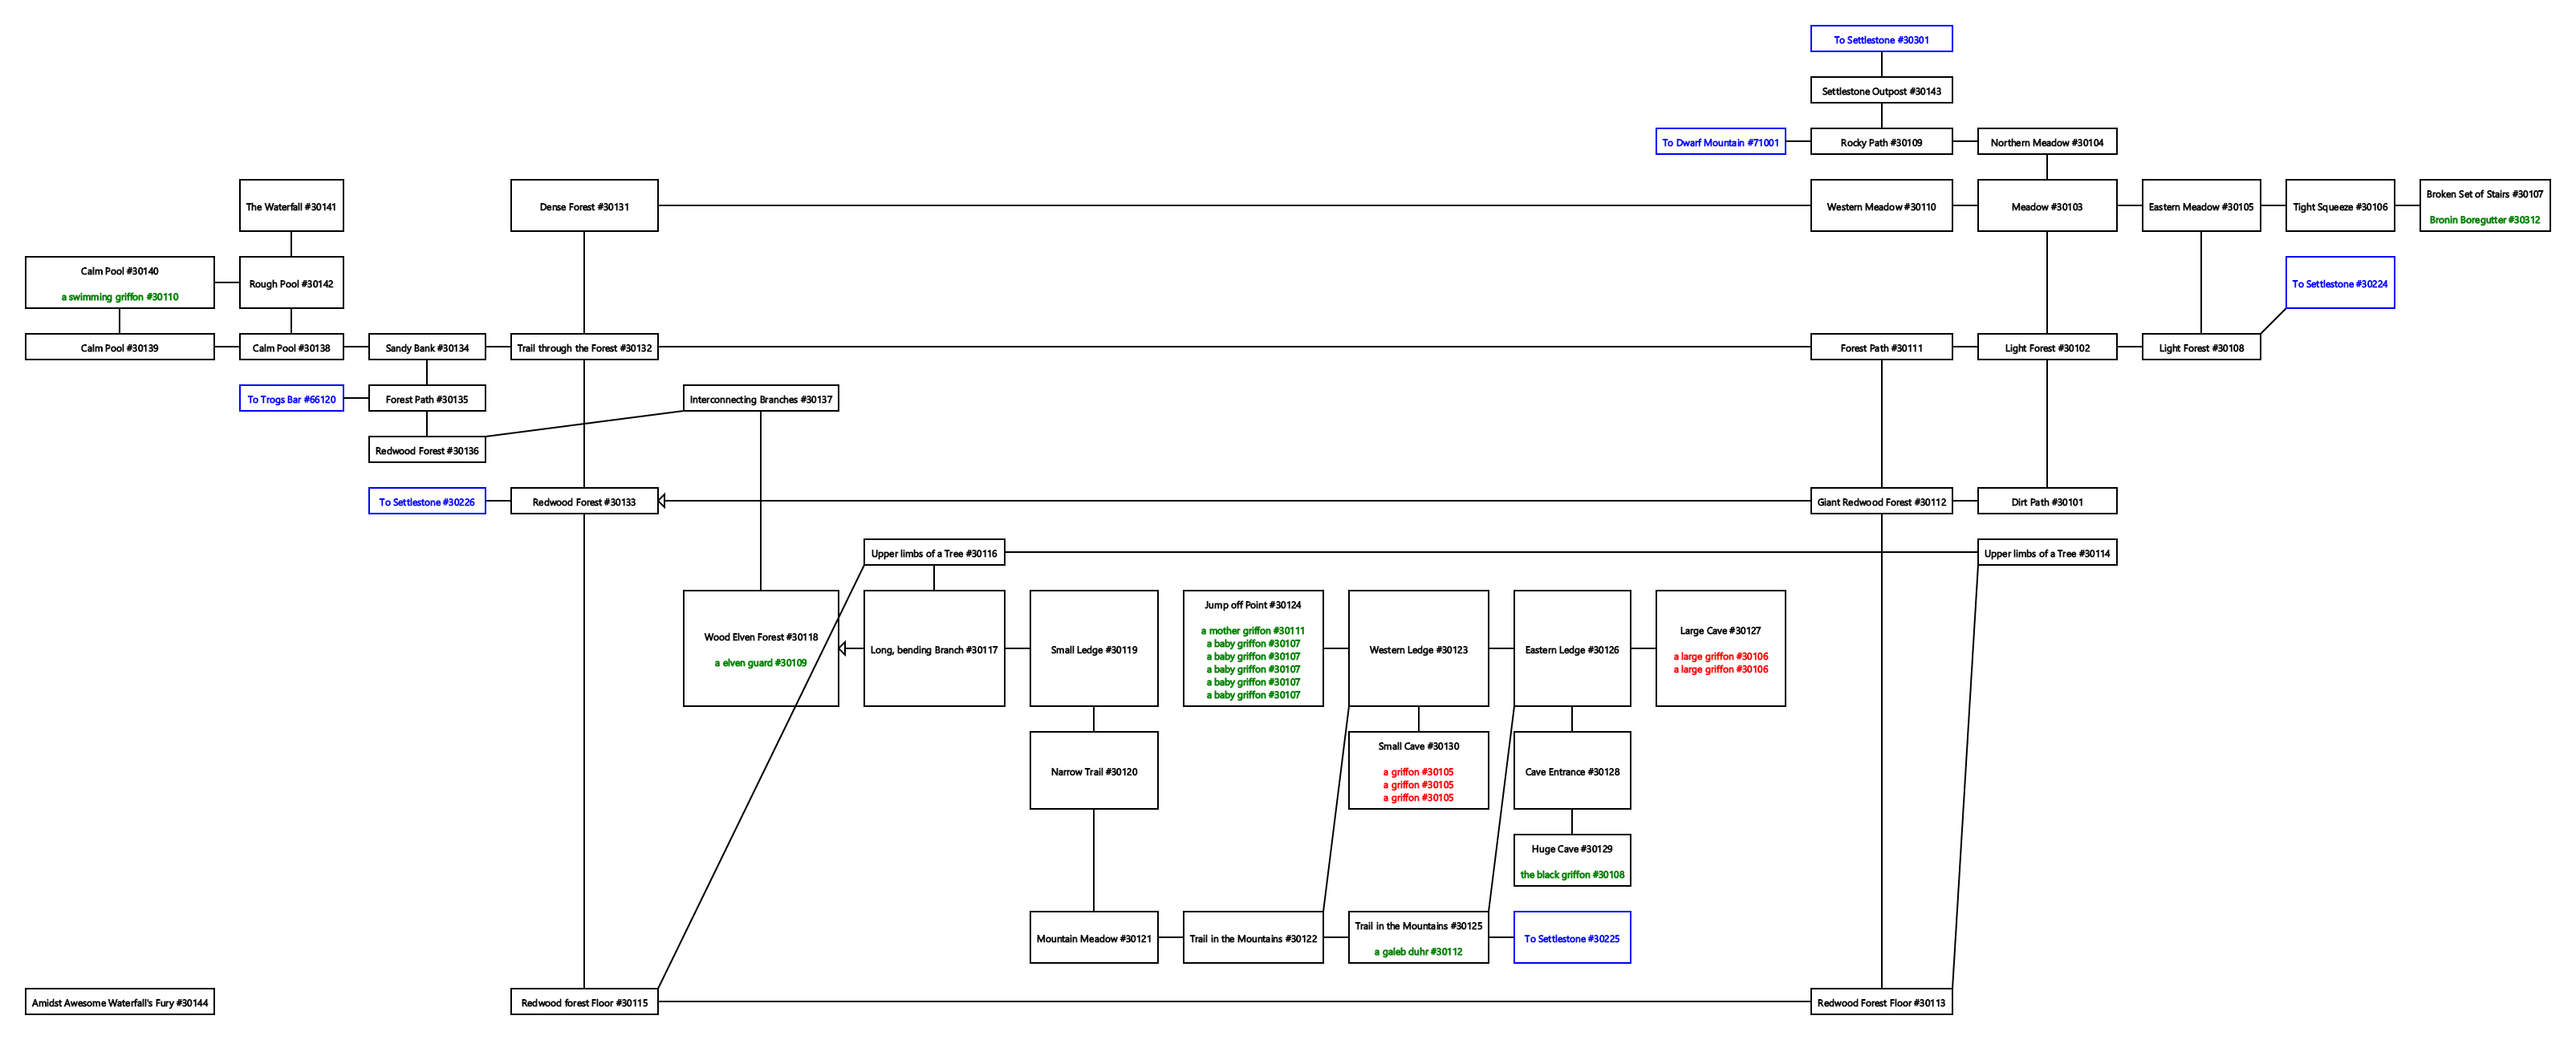 To Settlestone #30301
Settlestone Outpost #30143
To Dwarf Mountain #71001
Rocky Path #30109
Northern Meadow #30104
The Waterfall #30141
Dense Forest #30131
Western Meadow #30110
Meadow #30103
Eastern Meadow #30105
Tight Squeeze #30106
Broken Set of Stairs #30107
Bronin Boregutter #30312
Calm Pool #30140
a swimming griffon #30110
Rough Pool #30142
To Settlestone #30224
Calm Pool #30139
Calm Pool #30138
Sandy Bank #30134
Trail through the Forest #30132
Forest Path #30111
Light Forest #30102
Light Forest #30108
To Trogs Bar #66120
Forest Path #30135
Interconnecting Branches #30137
Redwood Forest #30136
To Settlestone #30226
Redwood Forest #30133
Giant Redwood Forest #30112
Dirt Path #30101
Upper limbs of a Tree #30116
Upper limbs of a Tree #30114
Wood Elven Forest #30118
a elven guard #30109
Long, bending Branch #30117
Small Ledge #30119
Jump off Point #30124
a mother griffon #30111
a baby griffon #30107
a baby griffon #30107
a baby griffon #30107
a baby griffon #30107
a baby griffon #30107
Western Ledge #30123
Eastern Ledge #30126
Large Cave #30127
a large griffon #30106
a large griffon #30106
Narrow Trail #30120
Small Cave #30130
a griffon #30105
a griffon #30105
a griffon #30105
Cave Entrance #30128
Huge Cave #30129
the black griffon #30108
Mountain Meadow #30121
Trail in the Mountains #30122
Trail in the Mountains #30125
a galeb duhr #30112
To Settlestone #30225
Amidst Awesome Waterfall's Fury #30144
Redwood forest Floor #30115
Redwood Forest Floor #30113